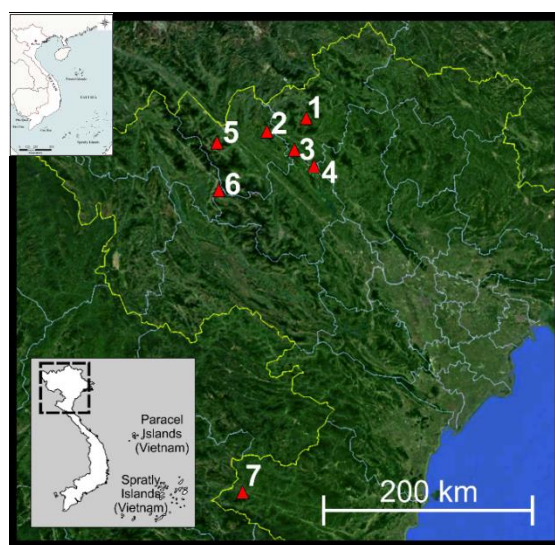 1
2
3
4
5
6
7
Paracel
Islands
(Vietnam)
Spratly
Islands
(Vietnam)
200 km